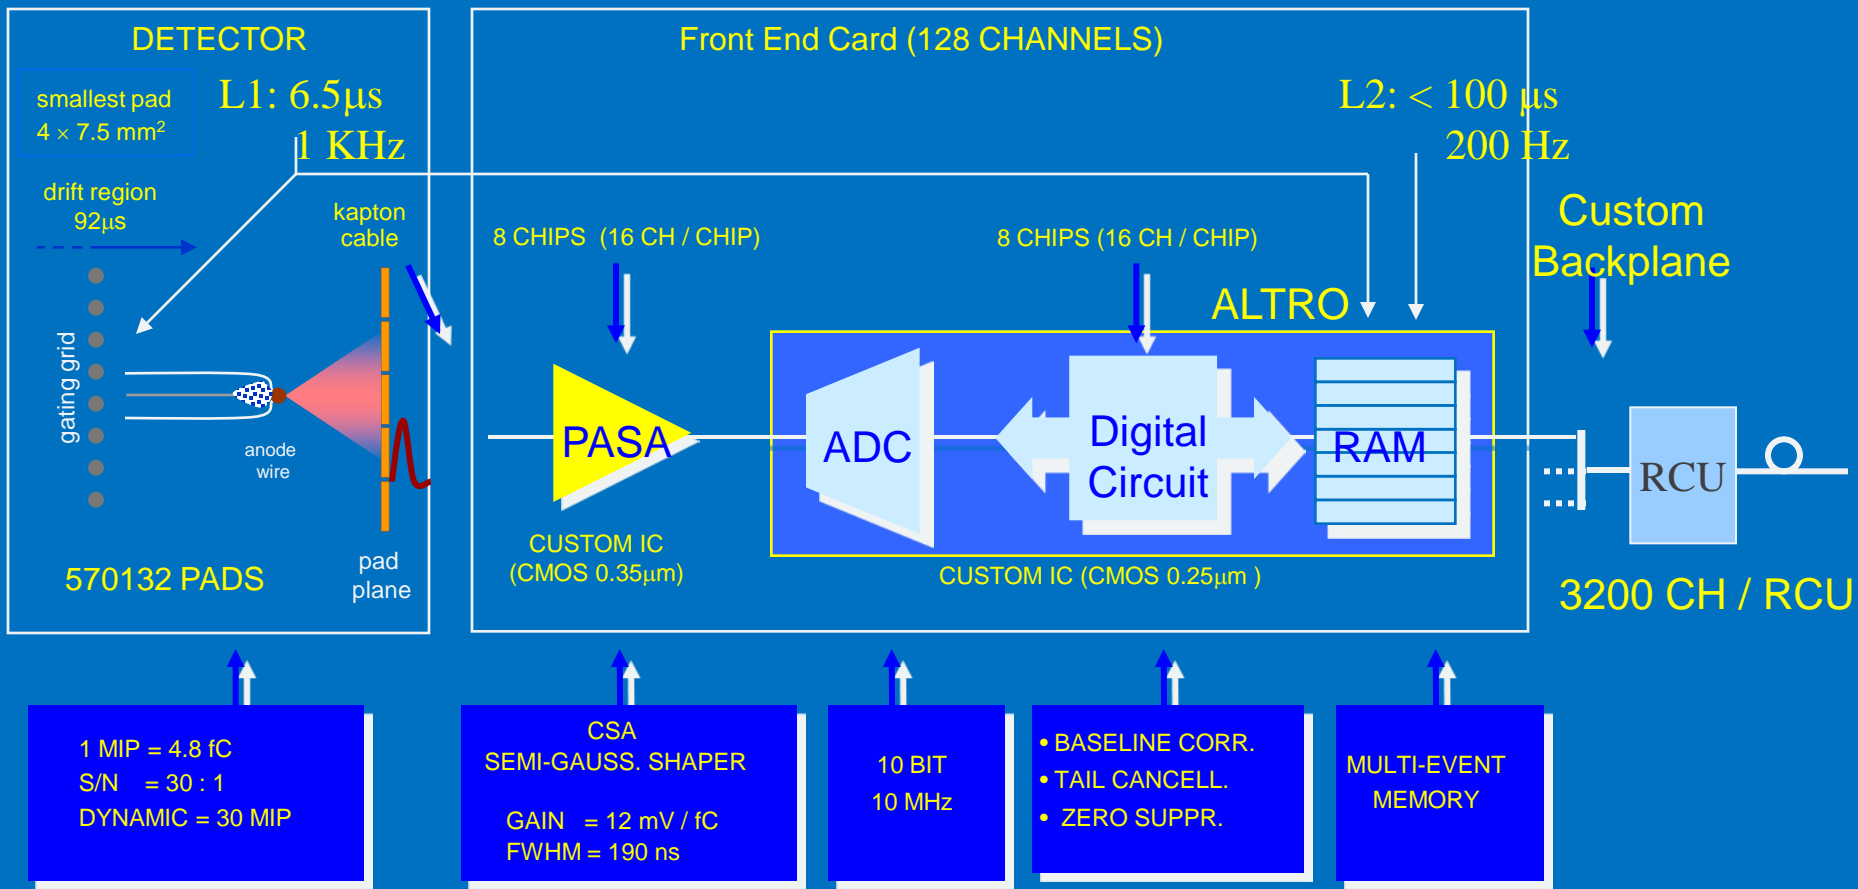 DETECTOR
Front End Card (128 CHANNELS)
smallest pad
4 × 7.5 mm²
L1: 6.5μs
1 KHz
L2: < 100 μs
200 Hz
drift region
92μs
kapton
cable
8 CHIPS (16 CH / CHIP)
8 CHIPS (16 CH / CHIP)
Custom
Backplane
ALTRO
gating grid
anode
wire
PASA
ADC
Digital
Circuit
RAM
RCU
CUSTOM IC
(CMOS 0.35μm)
CUSTOM IC (CMOS 0.25μm )
570132 PADS
pad
plane
3200 CH / RCU
1 MIP = 4.8 fC
S/N = 30 : 1
DYNAMIC = 30 MIP
CSA
SEMI-GAUSS. SHAPER
GAIN = 12 mV / fC
FWHM = 190 ns
10 BIT
10 MHz
• BASELINE CORR.
• TAIL CANCELL.
• ZERO SUPPR.
MULTI-EVENT
MEMORY